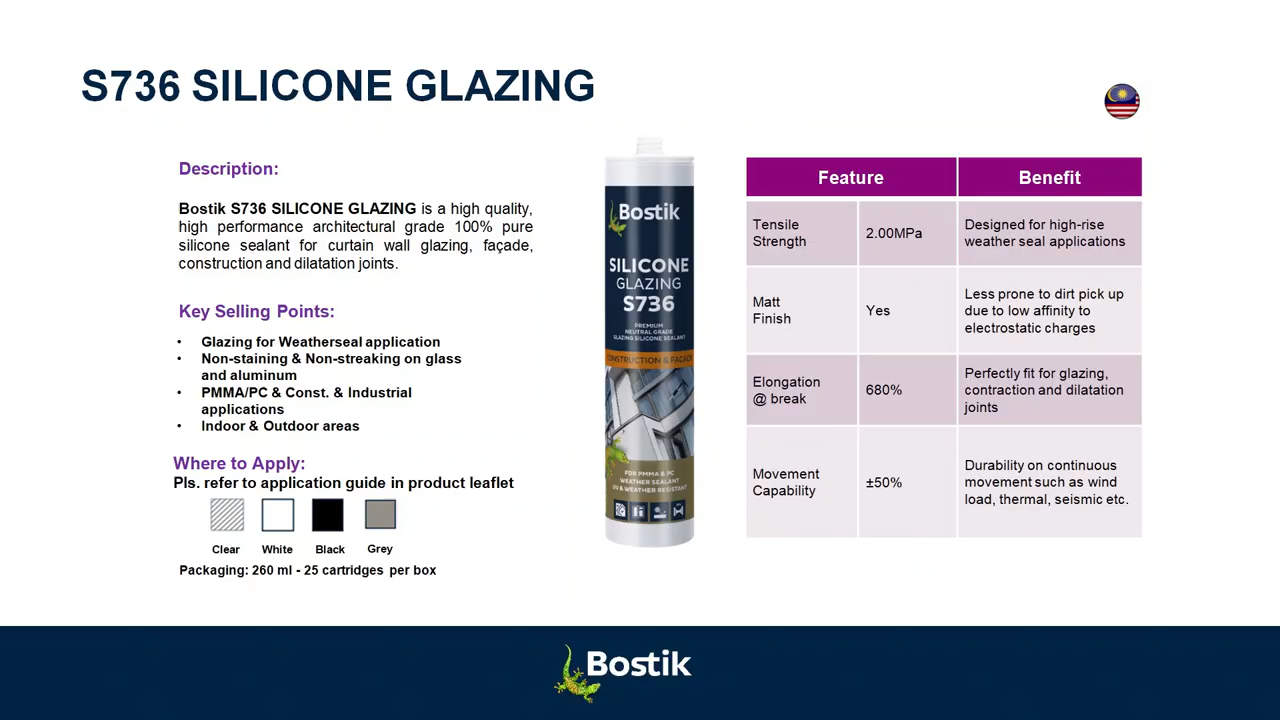 S736 SILICONE GLAZING
Description:
Bostik S736 SILICONE GLAZING is a high quality,
high performance architectural grade 100% pure
silicone sealant for curtain wall glazing, façade,
construction and dilatation joints.
Key Selling Points:
• Glazing for Weatherseal application
• Non-staining & Non-streaking on glass
and aluminum
• PMMA/PC & Const. & Industrial
applications
• Indoor & Outdoor areas
Where to Apply:
Pls. refer to application guide in product leaflet
Clear White Black Grey
Packaging: 260 ml - 25 cartridges per box
Bostik
SILICONE
GLAZING
S736
PREMIUM
NEUTRAL GRADE
GLAZING SILICONE SEALANT
CONSTRUCTION & FACADE
FOR PMMA & PC
WEATHER SEALANT
UV & WEATHER RESISTANT
Feature Benefit
Tensile
Strength
2.00MPa
Designed for high-rise
weather seal applications
Matt
Finish
Yes
Less prone to dirt pick up
due to low affinity to
electrostatic charges
Elongation
@ break
680%
Perfectly fit for glazing,
contraction and dilatation
joints
Movement
Capability
±50%
Durability on continuous
movement such as wind
load, thermal, seismic etc.
Bostik